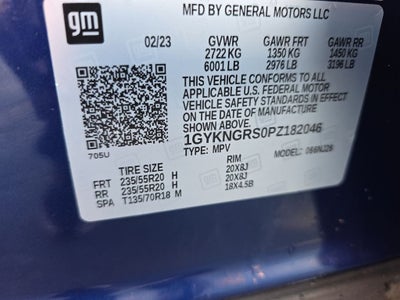 gm
MFD BY GENERAL MOTORS LLC
02/23 GVWR GAWR FRT GAWR RR
2722 KG 1350 KG 1450 KG
6001 LB 2976 LB 3196 LB
THIS VEHICLE CONFORMS TO ALL
APPLICABLE U.S. FEDERAL MOTOR
VEHICLE SAFETY STANDARDS IN EFFECT
ON THE DATE OF MANUFACTURE
SHOWN ABOVE.
1GYKNGRS0PZ182046
TYPE: MPV MODEL: 066NJ26
705U
TIRE SIZE RIM
FRT 235/55R20 H 20X8J
RR 235/55R20 H 20X8J
SPA T135/70R18 M 18X4.5B